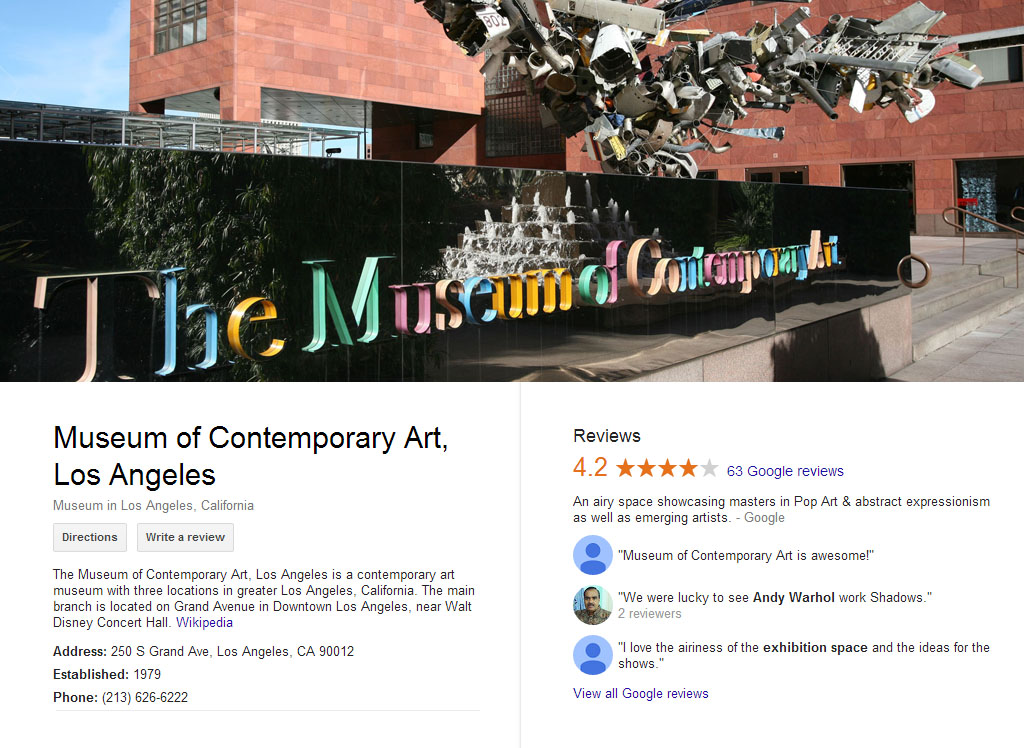 902
The Museum of Contemporary Art
Museum of Contemporary Art,
Los Angeles
Museum in Los Angeles, California
Directions
Write a review
The Museum of Contemporary Art, Los Angeles is a contemporary art
museum with three locations in greater Los Angeles, California. The main
branch is located on Grand Avenue in Downtown Los Angeles, near Walt
Disney Concert Hall. Wikipedia
Address: 250 S Grand Ave, Los Angeles, CA 90012
Established: 1979
Phone: (213) 626-6222
Reviews
4.2 ★★★★★ 63 Google reviews
An airy space showcasing masters in Pop Art & abstract expressionism
as well as emerging artists. - Google
"Museum of Contemporary Art is awesome!"
"We were lucky to see Andy Warhol work Shadows."
2 reviewers
"I love the airiness of the exhibition space and the ideas for the
shows."
View all Google reviews